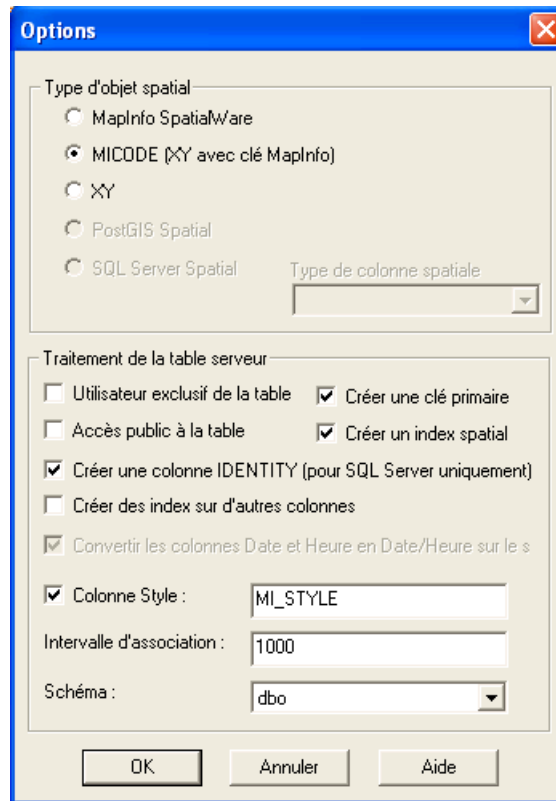 Options
Type d'objet spatial
MapInfo SpatialWare
MICODE (XY avec clé MapInfo)
XY
PostGIS Spatial
SQL Server Spatial
Type de colonne spatiale
Traitement de la table serveur
Utilisateur exclusif de la table
Créer une clé primaire
Accès public à la table
Créer un index spatial
Créer une colonne IDENTITY (pour SQL Server uniquement)
Créer des index sur d'autres colonnes
Convertir les colonnes Date et Heure en Date/Heure sur le s
Colonne Style :
MI_STYLE
Intervalle d'association :
1000
Schéma :
dbo
OK
Annuler
Aide